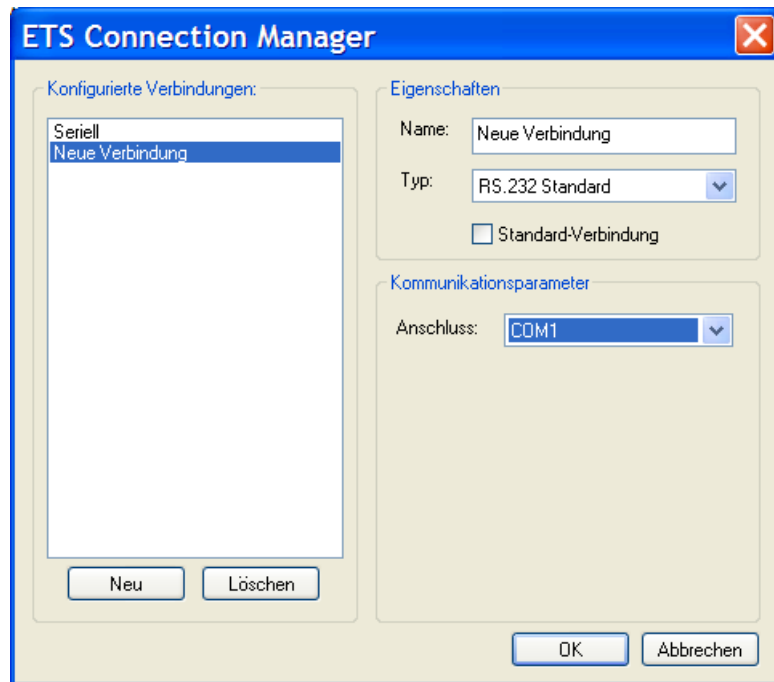 ETS Connection Manager
Konfigurierte Verbindungen:
Seriell
Neue Verbindung
Neu
Löschen
Eigenschaften
Name:
Neue Verbindung
Typ:
RS.232 Standard
Standard-Verbindung
Kommunikationsparameter
Anschluss:
COM1
OK
Abbrechen